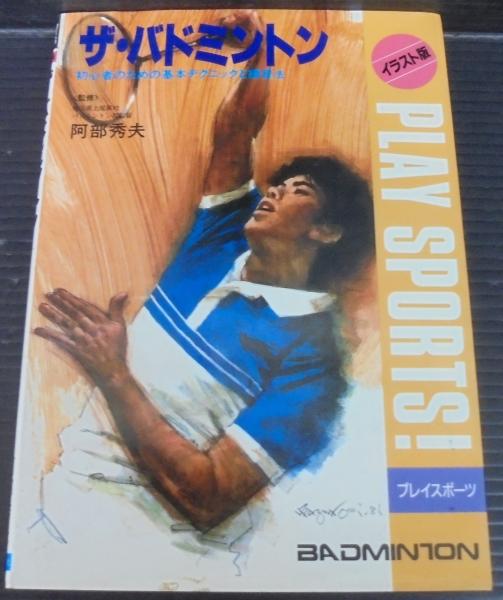 ザ・バドミントン
初心者のための基本テクニックと練習法
イラスト版
<監修>
阿部秀夫
PLAY SPORTS!
プレイスポーツ
BADMINTON